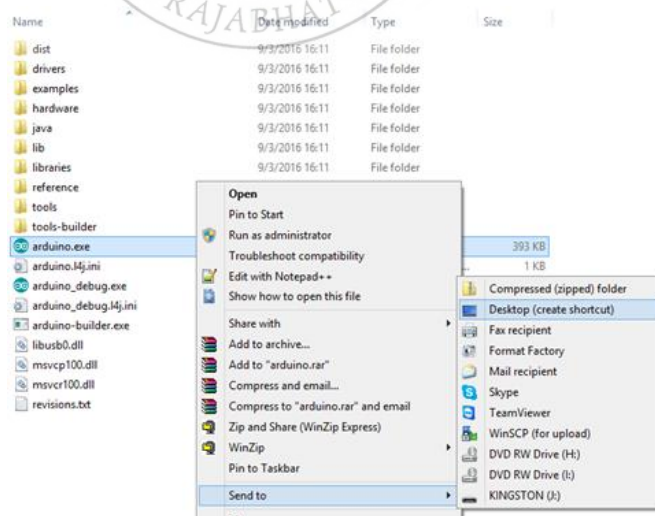 RAJABHAT
Name Date modified Type Size
dist 9/3/2016 16:11 File folder
drivers 9/3/2016 16:11 File folder
examples 9/3/2016 16:11 File folder
hardware 9/3/2016 16:11 File folder
java 9/3/2016 16:11 File folder
lib 9/3/2016 16:11 File folder
libraries 9/3/2016 16:11 File folder
reference
tools
tools-builder
arduino.exe 393 KB
arduino.l4j.ini 1 KB
arduino_debug.exe
arduino_debug.l4j.ini
arduino-builder.exe
libusb0.dll
msvcp100.dll
msvcr100.dll
revisions.txt
Open
Pin to Start
Run as administrator
Troubleshoot compatibility
Edit with Notepad++
Show how to open this file
Share with
Add to archive...
Add to "arduino.rar"
Compress and email...
Compress to "arduino.rar" and email
Zip and Share (WinZip Express)
WinZip
Pin to Taskbar
Send to
Compressed (zipped) folder
Desktop (create shortcut)
Fax recipient
Format Factory
Mail recipient
Skype
TeamViewer
WinSCP (for upload)
DVD RW Drive (H:)
DVD RW Drive (I:)
KINGSTON (J:)